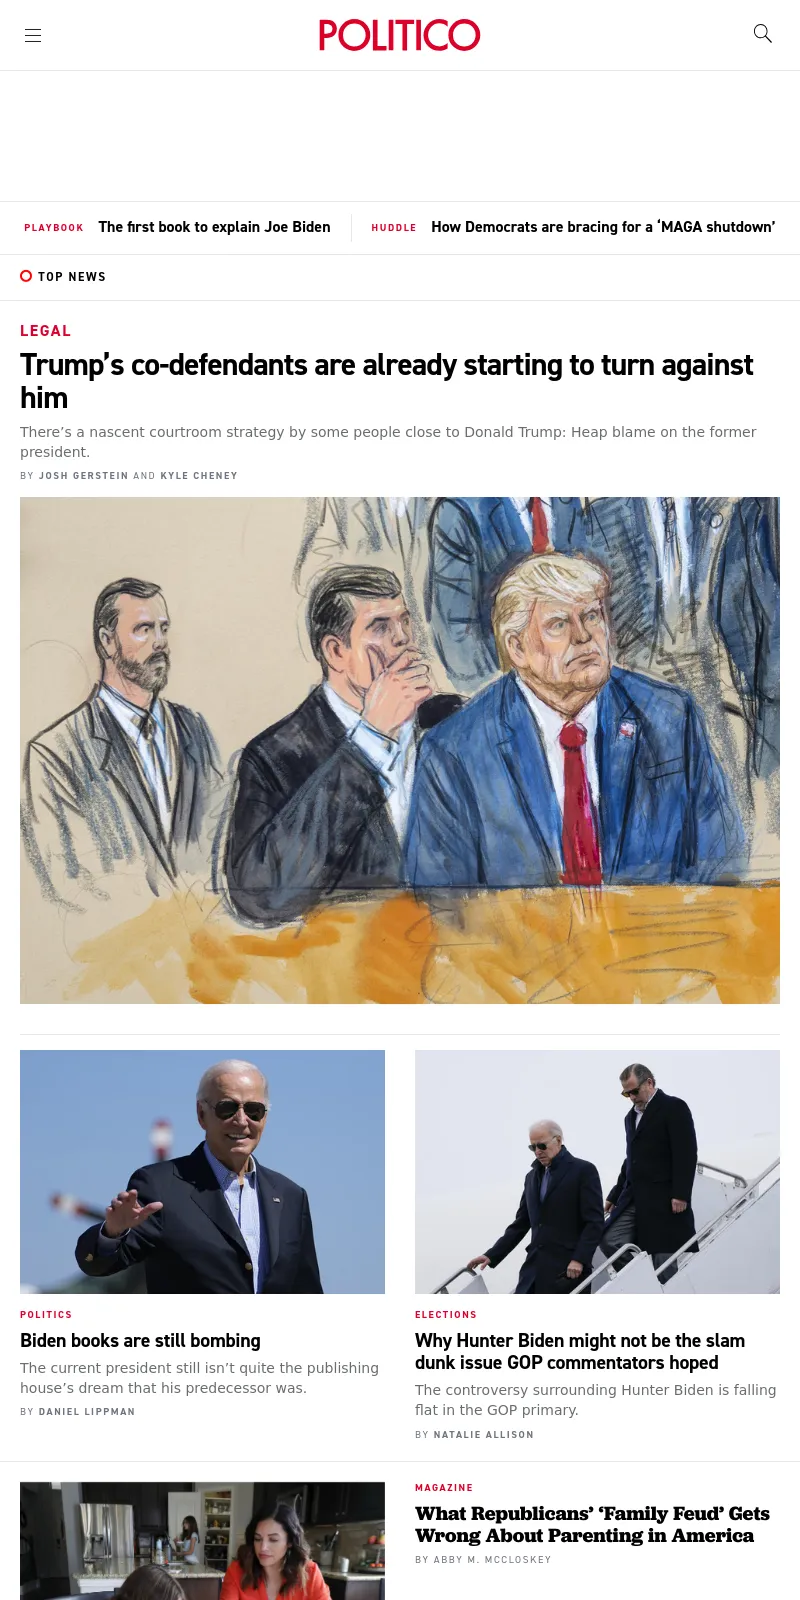 POLITICO
PLAYBOOK
The first book to explain Joe Biden
HUDDLE
How Democrats are bracing for a ‘MAGA shutdown’
TOP NEWS
LEGAL
Trump’s co-defendants are already starting to turn against
him
There’s a nascent courtroom strategy by some people close to Donald Trump: Heap blame on the former
president.
BY JOSH GERSTEIN AND KYLE CHENEY
POLITICS
Biden books are still bombing
The current president still isn’t quite the publishing
house’s dream that his predecessor was.
BY DANIEL LIPPMAN
ELECTIONS
Why Hunter Biden might not be the slam
dunk issue GOP commentators hoped
The controversy surrounding Hunter Biden is falling
flat in the GOP primary.
BY NATALIE ALLISON
MAGAZINE
What Republicans’ ‘Family Feud’ Gets
Wrong About Parenting in America
BY ABBY M. MCCLOSKEY